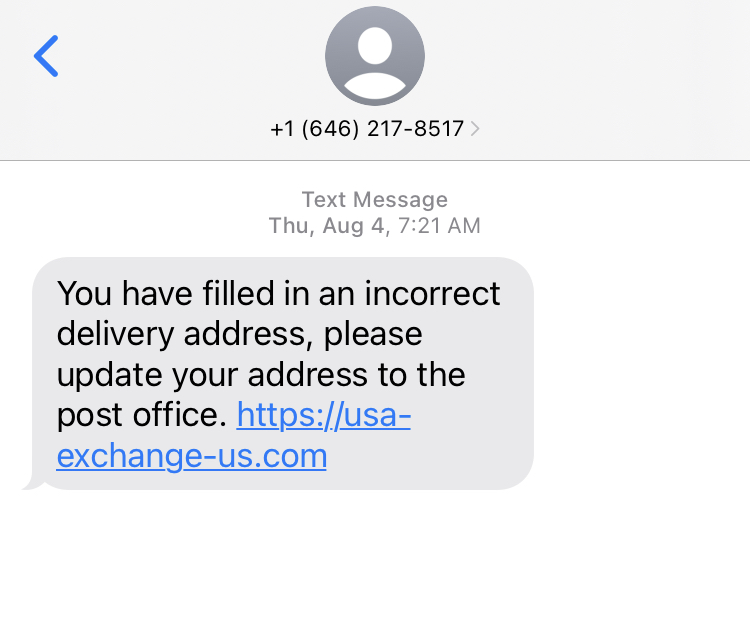 +1 (646) 217-8517
Text Message
Thu, Aug 4, 7:21 AM
You have filled in an incorrect
delivery address, please
update your address to the
post office. https://usa-
exchange-us.com